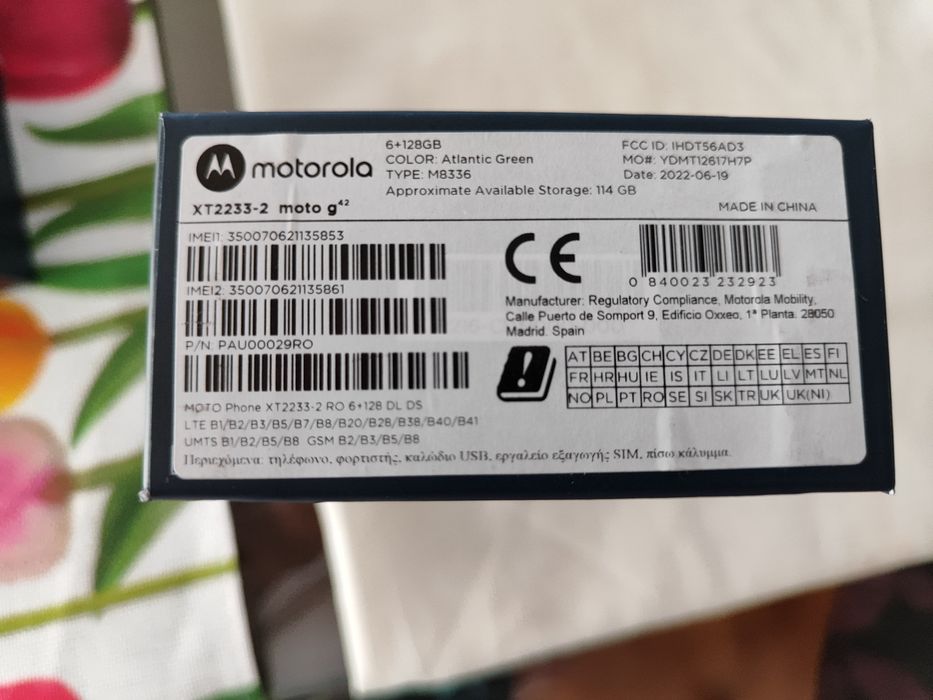 motorola
6+128GB
COLOR: Atlantic Green
TYPE: M8336
Approximate Available Storage: 114 GB
FCC ID: IHDT56AD3
MO#: YDMT12617H7P
Date: 2022-06-19
XT2233-2 moto g⁴²
MADE IN CHINA
IMEI1: 350070621135853
IMEI2: 350070621135861
P/N: PAU00029RO
MOTO Phone XT2233-2 RO 6+128 DL DS
LTE B1/B2/B3/B5/B7/B8/B20/B28/B38/B40/B41
UMTS B1/B2/B5/B8 GSM B2/B3/B5/B8
Περιεχόμενα: τηλέφωνο, φορτιστής, καλώδιο USB, εργαλείο εξαγωγής SIM, πίσω κάλυμμα.
CE
0 840023 232923
Manufacturer: Regulatory Compliance, Motorola Mobility,
Calle Puerto de Somport 9, Edificio Oxxeo, 1ª Planta. 28050
Madrid. Spain
AT BE BG CH CY CZ DE DK EE EL ES FI
FR HR HU IE IS IT LI LT LU LV MT NL
NO PL PT RO SE SI SK TR UK UK(NI)